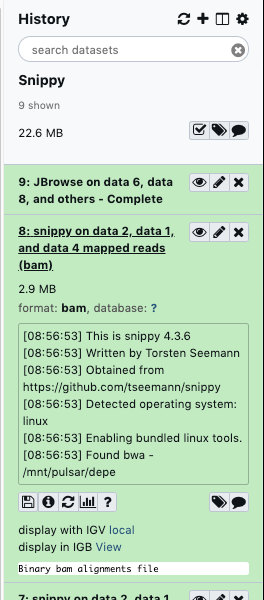 History
search datasets
Snippy
9 shown
22.6 MB
9: JBrowse on data 6, data
8, and others - Complete
8: snippy on data 2, data 1,
and data 4 mapped reads
(bam)
2.9 MB
format: bam, database: ?
[08:56:53] This is snippy 4.3.6
[08:56:53] Written by Torsten Seemann
[08:56:53] Obtained from
https://github.com/tseemann/snippy
[08:56:53] Detected operating system:
linux
[08:56:53] Enabling bundled linux tools.
[08:56:53] Found bwa -
/mnt/pulsar/depe
display with IGV local
display in IGB View
Binary bam alignments file
7: snippy on data 2, data 1,